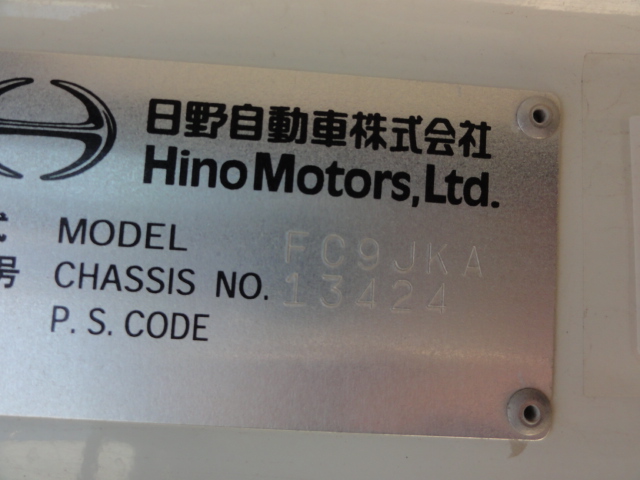 日野自動車株式会社
Hino Motors, Ltd.
式 MODEL FC9JKA
号 CHASSIS NO. 13424
P. S. CODE